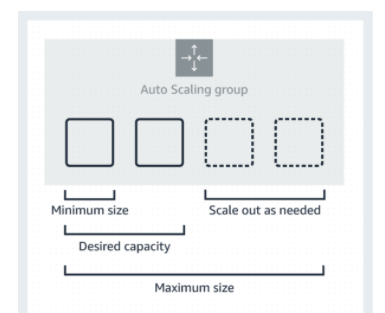 Auto Scaling group
Minimum size
Scale out as needed
Desired capacity
Maximum size